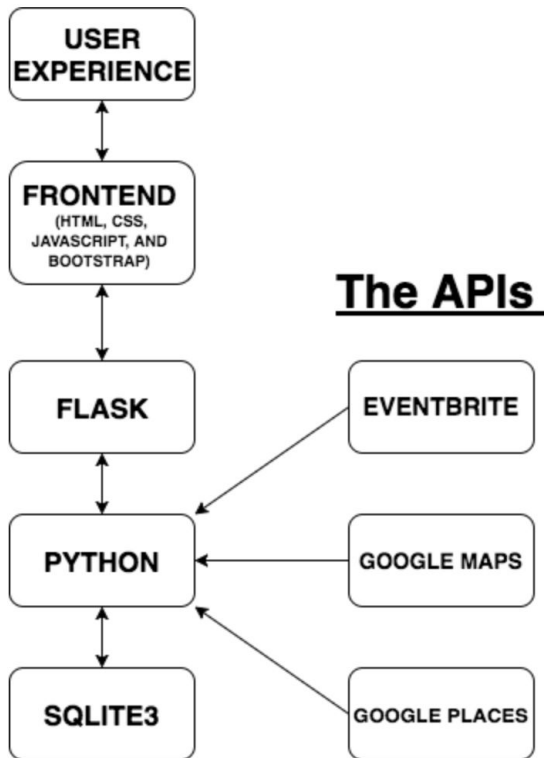 USER
EXPERIENCE
FRONTEND
(HTML, CSS,
JAVASCRIPT, AND
BOOTSTRAP)
The APIs
FLASK
EVENTBRITE
PYTHON
GOOGLE MAPS
SQLITE3
GOOGLE PLACES